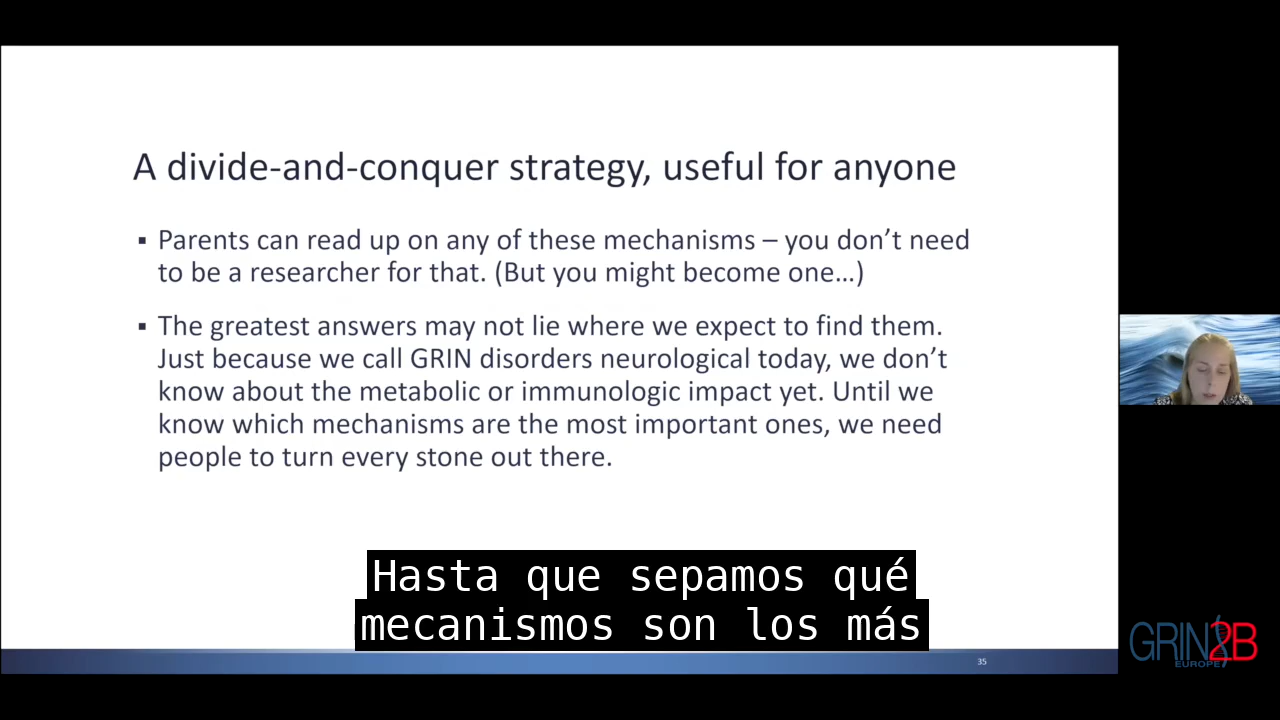 A divide-and-conquer strategy, useful for anyone
▪ Parents can read up on any of these mechanisms – you don’t need
to be a researcher for that. (But you might become one…)
▪ The greatest answers may not lie where we expect to find them.
Just because we call GRIN disorders neurological today, we don’t
know about the metabolic or immunologic impact yet. Until we
know which mechanisms are the most important ones, we need
people to turn every stone out there.
Hasta que sepamos qué
mecanismos son los más
35
GRIN2B
EUROPE